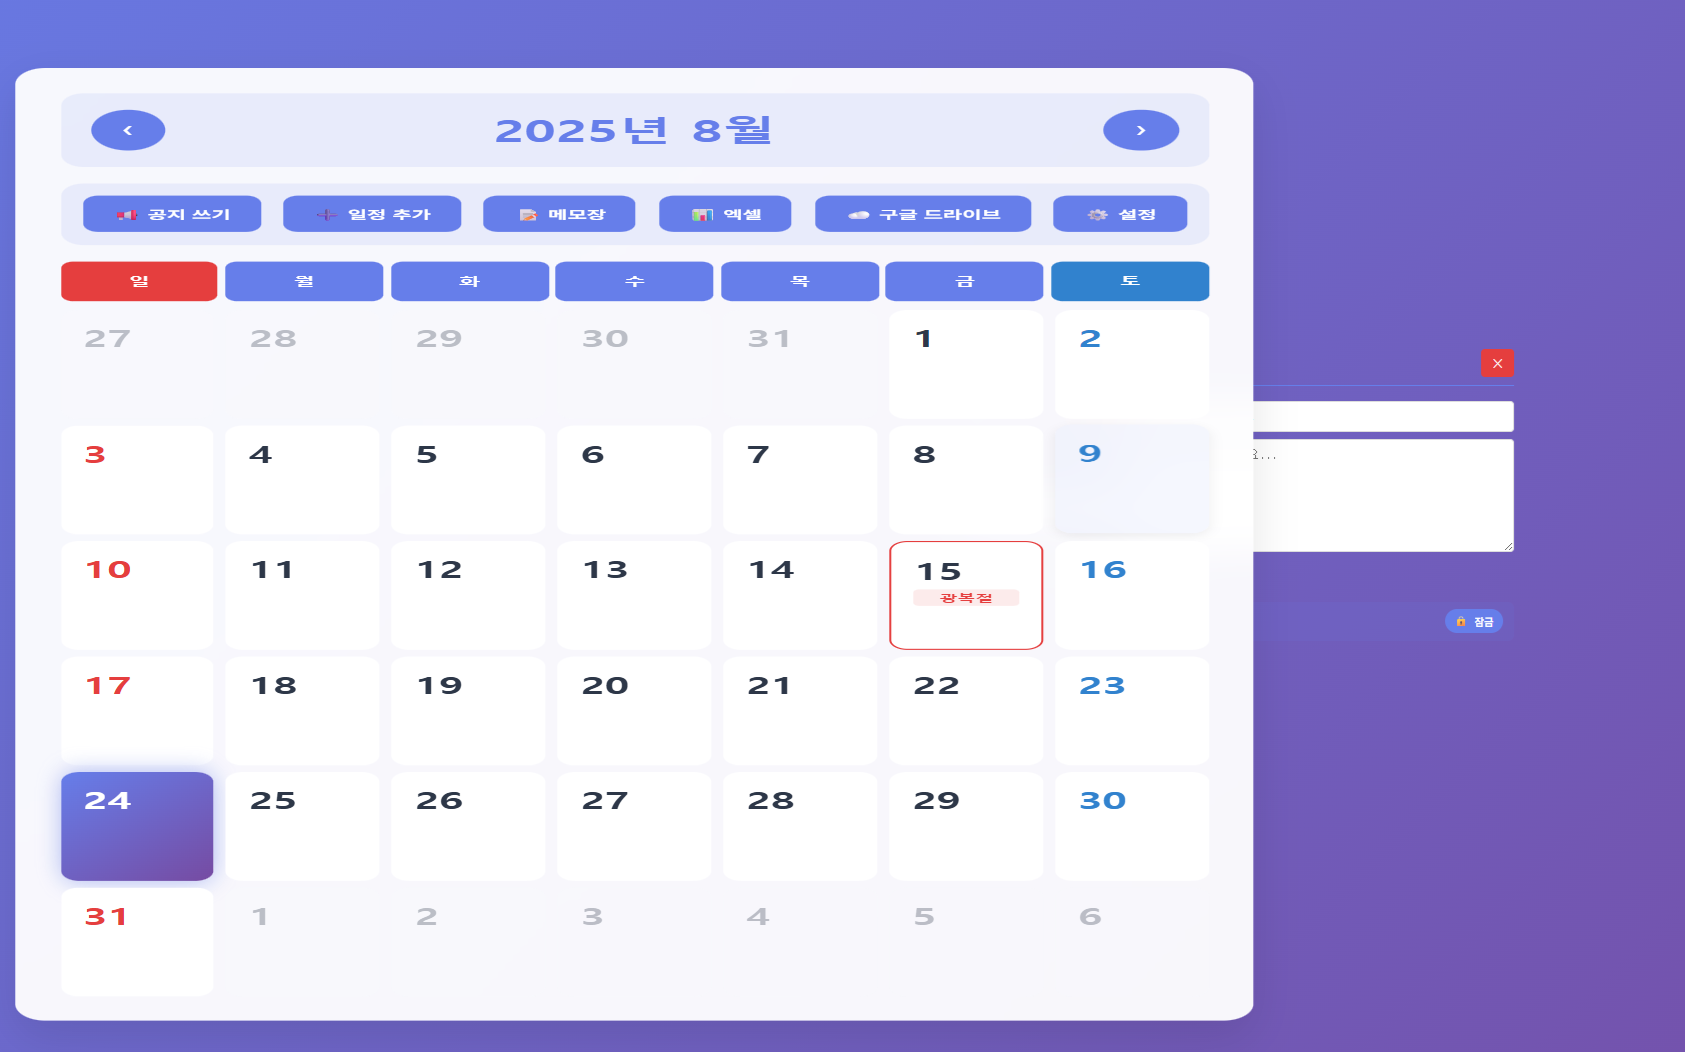 ‹ 2025년 8월 ›
📢 공지 쓰기 ➕ 일정 추가 📝 메모장 📊 엑셀 ☁️ 구글 드라이브 ⚙️ 설정
일 월 화 수 목 금 토
27 28 29 30 31 1 2
×
3 4 5 6 7 8 9
...
10 11 12 13 14 15 16
광복절
🔒 잠금
17 18 19 20 21 22 23
24 25 26 27 28 29 30
31 1 2 3 4 5 6